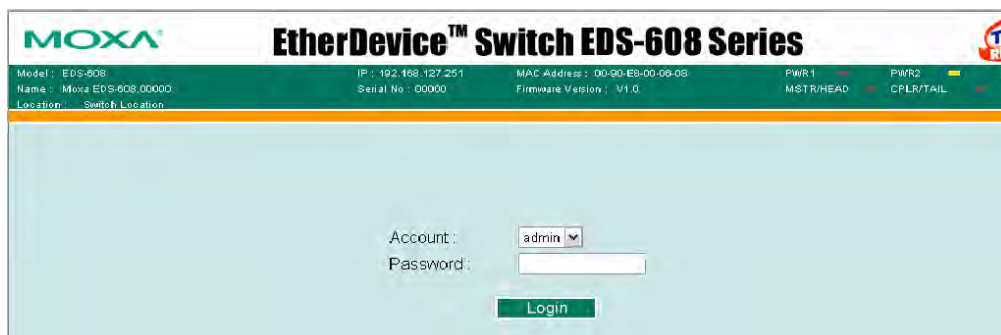 MOXA
EtherDevice™ Switch EDS-608 Series
Model : EDS-608
IP : 192.168.127.251
MAC Address : 00-90-E8-00-06-08
PWR1
PWR2
Name : Moxa EDS-608,00000
Serial No : 00000
Firmware Version : V1.0
MSTR/HEAD
CPLR/TAIL
Location : Switch Location
Account :
admin
Password :
Login